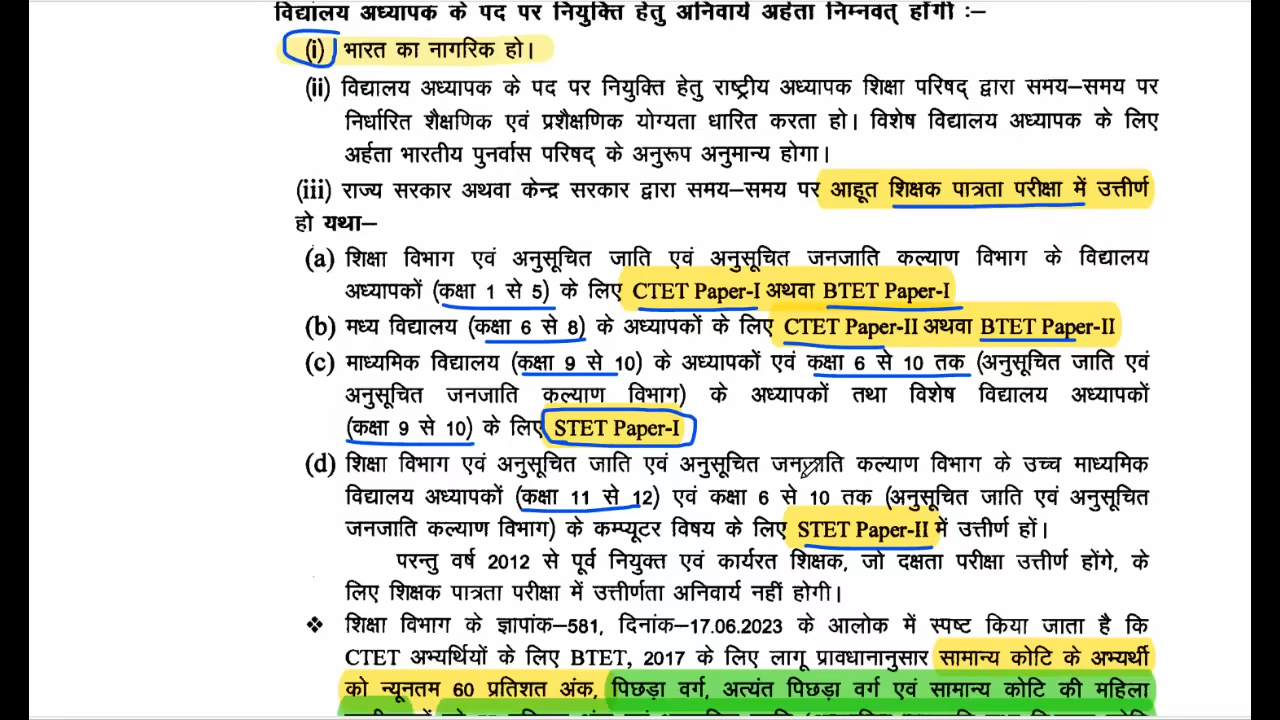 विद्यालय अध्यापक के पद पर नियुक्ति हेतु अनिवार्य अर्हता निम्नवत् होंगी :–
(i) भारत का नागरिक हो।
(ii) विद्यालय अध्यापक के पद पर नियुक्ति हेतु राष्ट्रीय अध्यापक शिक्षा परिषद् द्वारा समय–समय पर
निर्धारित शैक्षणिक एवं प्रशैक्षणिक योग्यता धारित करता हो। विशेष विद्यालय अध्यापक के लिए
अर्हता भारतीय पुनर्वास परिषद् के अनुरूप अनुमान्य होगा।
(iii) राज्य सरकार अथवा केन्द्र सरकार द्वारा समय–समय पर आहूत शिक्षक पात्रता परीक्षा में उत्तीर्ण
हो यथा–
(a) शिक्षा विभाग एवं अनुसूचित जाति एवं अनुसूचित जनजाति कल्याण विभाग के विद्यालय
अध्यापकों (कक्षा 1 से 5) के लिए CTET Paper-I अथवा BTET Paper-I
(b) मध्य विद्यालय (कक्षा 6 से 8) के अध्यापकों के लिए CTET Paper-II अथवा BTET Paper-II
(c) माध्यमिक विद्यालय (कक्षा 9 से 10) के अध्यापकों एवं कक्षा 6 से 10 तक (अनुसूचित जाति एवं
अनुसूचित जनजाति कल्याण विभाग) के अध्यापकों तथा विशेष विद्यालय अध्यापकों
(कक्षा 9 से 10) के लिए STET Paper-I
(d) शिक्षा विभाग एवं अनुसूचित जाति एवं अनुसूचित जनजाति कल्याण विभाग के उच्च माध्यमिक
विद्यालय अध्यापकों (कक्षा 11 से 12) एवं कक्षा 6 से 10 तक (अनुसूचित जाति एवं अनुसूचित
जनजाति कल्याण विभाग) के कम्प्यूटर विषय के लिए STET Paper-II में उत्तीर्ण हों।
परन्तु वर्ष 2012 से पूर्व नियुक्त एवं कार्यरत शिक्षक, जो दक्षता परीक्षा उत्तीर्ण होंगे, के
लिए शिक्षक पात्रता परीक्षा में उत्तीर्णता अनिवार्य नहीं होगी।
❖ शिक्षा विभाग के ज्ञापांक–581, दिनांक–17.06.2023 के आलोक में स्पष्ट किया जाता है कि
CTET अभ्यर्थियों के लिए BTET, 2017 के लिए लागू प्रावधानानुसार सामान्य कोटि के अभ्यर्थी
को न्यूनतम 60 प्रतिशत अंक, पिछड़ा वर्ग, अत्यंत पिछड़ा वर्ग एवं सामान्य कोटि की महिला